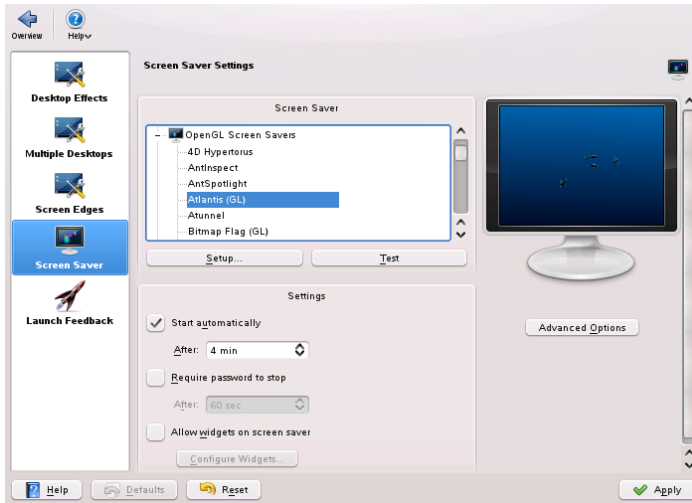 Overview
Help
Screen Saver Settings
Desktop Effects
Multiple Desktops
Screen Edges
Screen Saver
Launch Feedback
Screen Saver
OpenGL Screen Savers
4D Hypertorus
AntInspect
AntSpotlight
Atlantis (GL)
Atunnel
Bitmap Flag (GL)
Setup...
Test
Settings
Start automatically
After: 4 min
Require password to stop
After: 60 sec
Allow widgets on screen saver
Configure Widgets...
Advanced Options
Help
Defaults
Reset
Apply